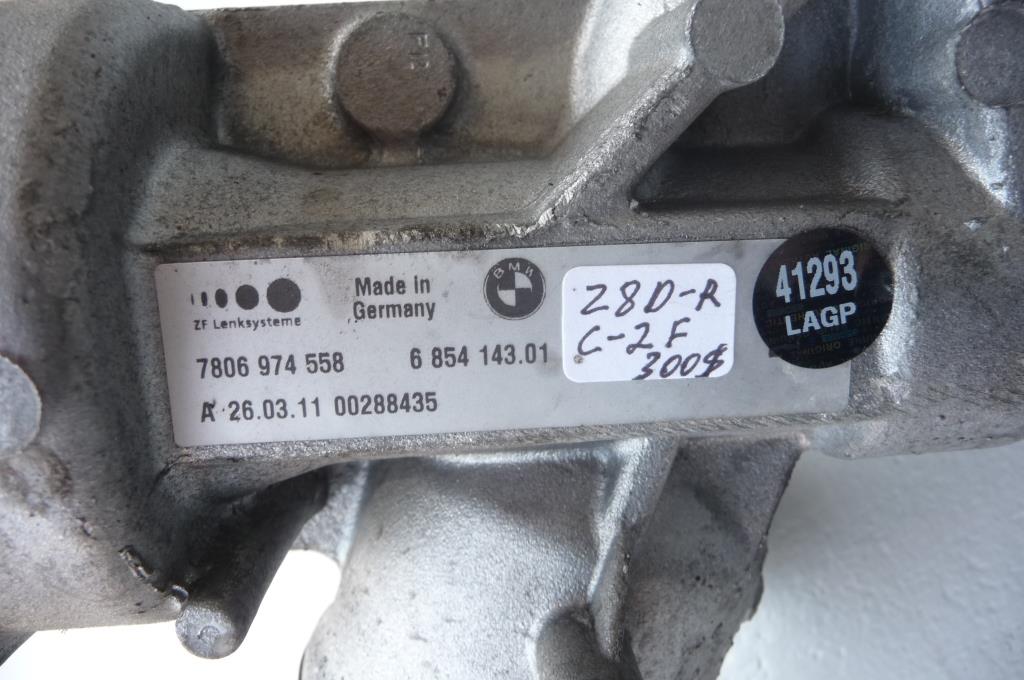 ZF Lenksysteme
Made in
Germany
BMW
7806 974 558
6 854 143.01
A 26.03.11 00288435
Z8D-R
C-2F
300$
41293
LAGP